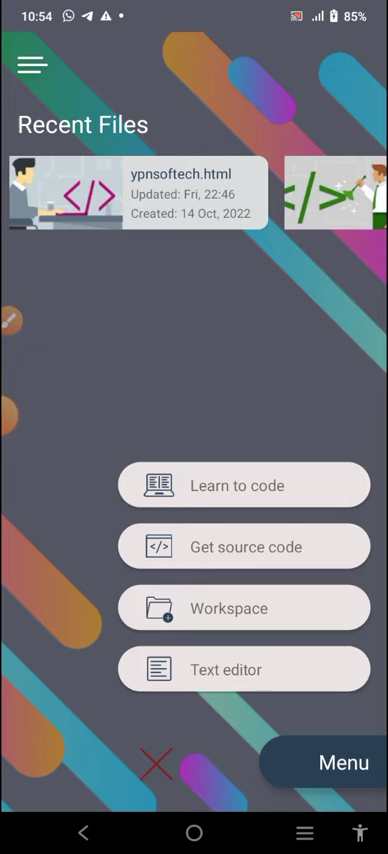 10:54
85%
Recent Files
ypnsoftech.html
Updated: Fri, 22:46
Created: 14 Oct, 2022
Learn to code
Get source code
Workspace
Text editor
Menu